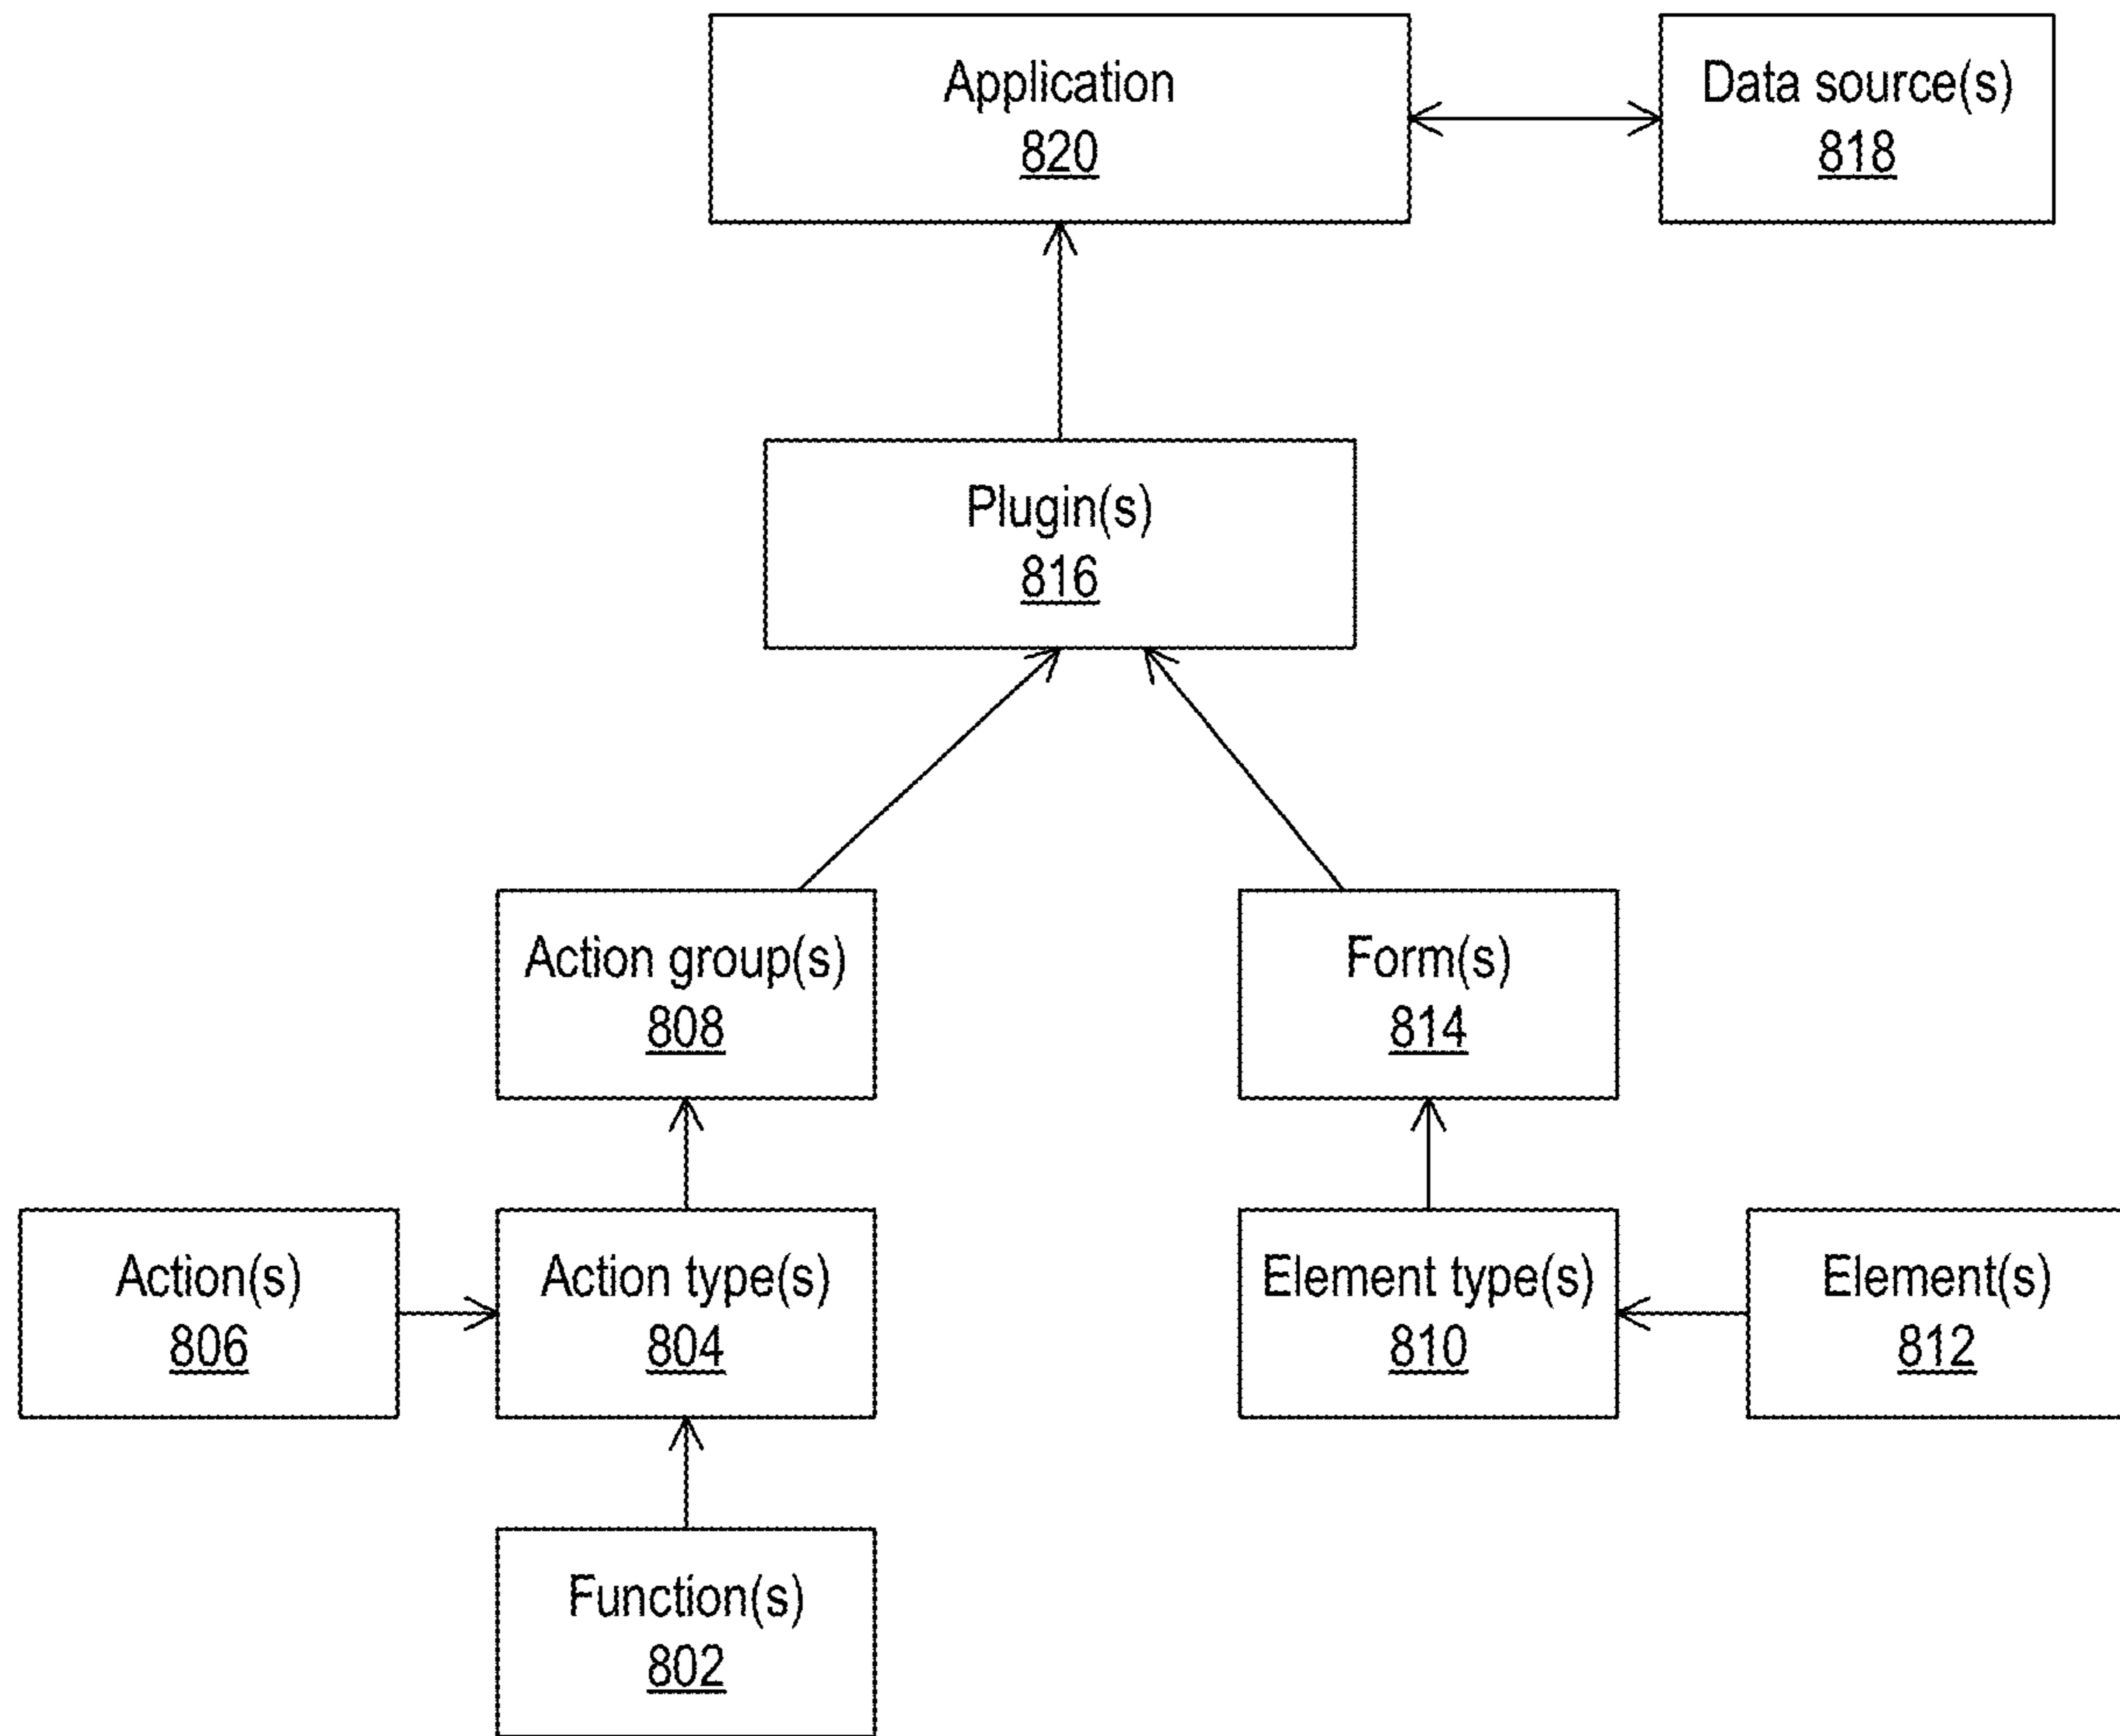 Application
820
Data source(s)
818
Plugin(s)
816
Action group(s)
808
Form(s)
814
Action(s)
806
Action type(s)
804
Element type(s)
810
Element(s)
812
Function(s)
802